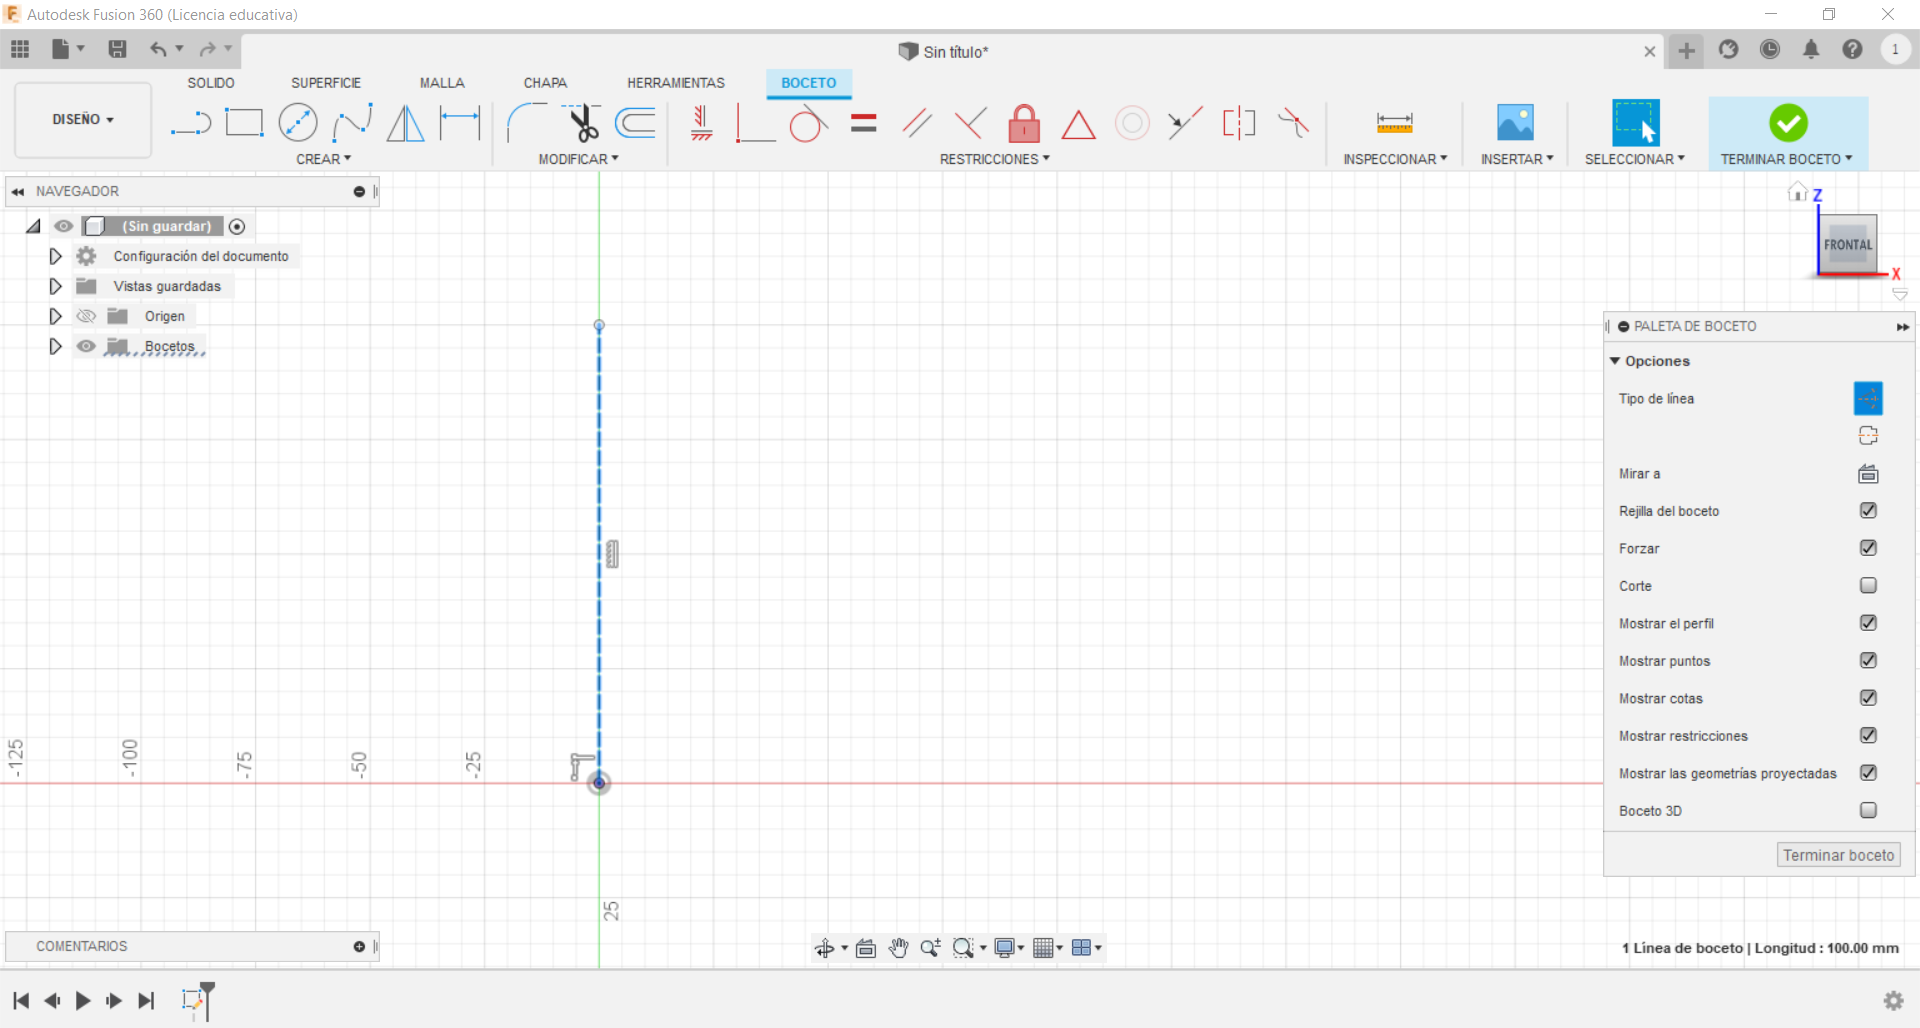 Autodesk Fusion 360 (Licencia educativa)
Sin título*
1
SOLIDO SUPERFICIE MALLA CHAPA HERRAMIENTAS BOCETO
DISEÑO
CREAR MODIFICAR RESTRICCIONES INSPECCIONAR INSERTAR SELECCIONAR TERMINAR BOCETO
NAVEGADOR
(Sin guardar)
Configuración del documento
Vistas guardadas
Origen
Bocetos
Z
FRONTAL
X
PALETA DE BOCETO
Opciones
Tipo de línea
Mirar a
Rejilla del boceto
Forzar
Corte
Mostrar el perfil
Mostrar puntos
Mostrar cotas
Mostrar restricciones
Mostrar las geometrías proyectadas
Boceto 3D
Terminar boceto
-125 -100 -75 -50 -25
25
COMENTARIOS
1 Línea de boceto | Longitud : 100.00 mm